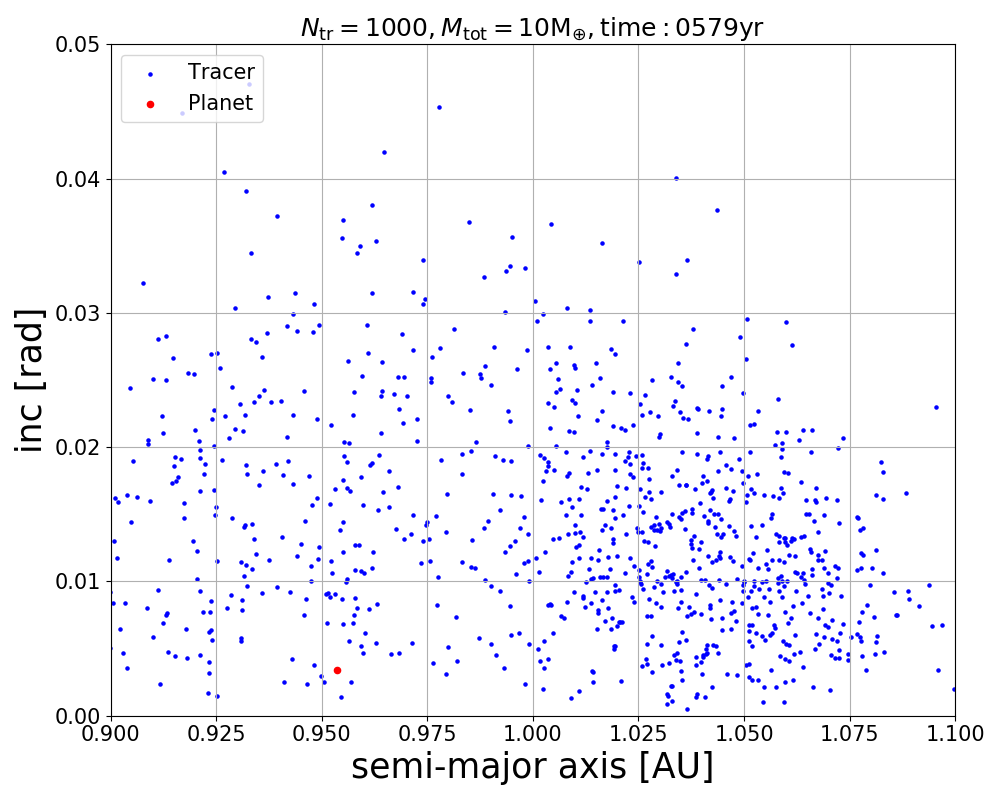 N_tr = 1000, M_tot = 10M_⊕, time : 0579yr
Tracer
Planet
inc [rad]
0.05
0.04
0.03
0.02
0.01
0.00
0.900 0.925 0.950 0.975 1.000 1.025 1.050 1.075 1.100
semi-major axis [AU]